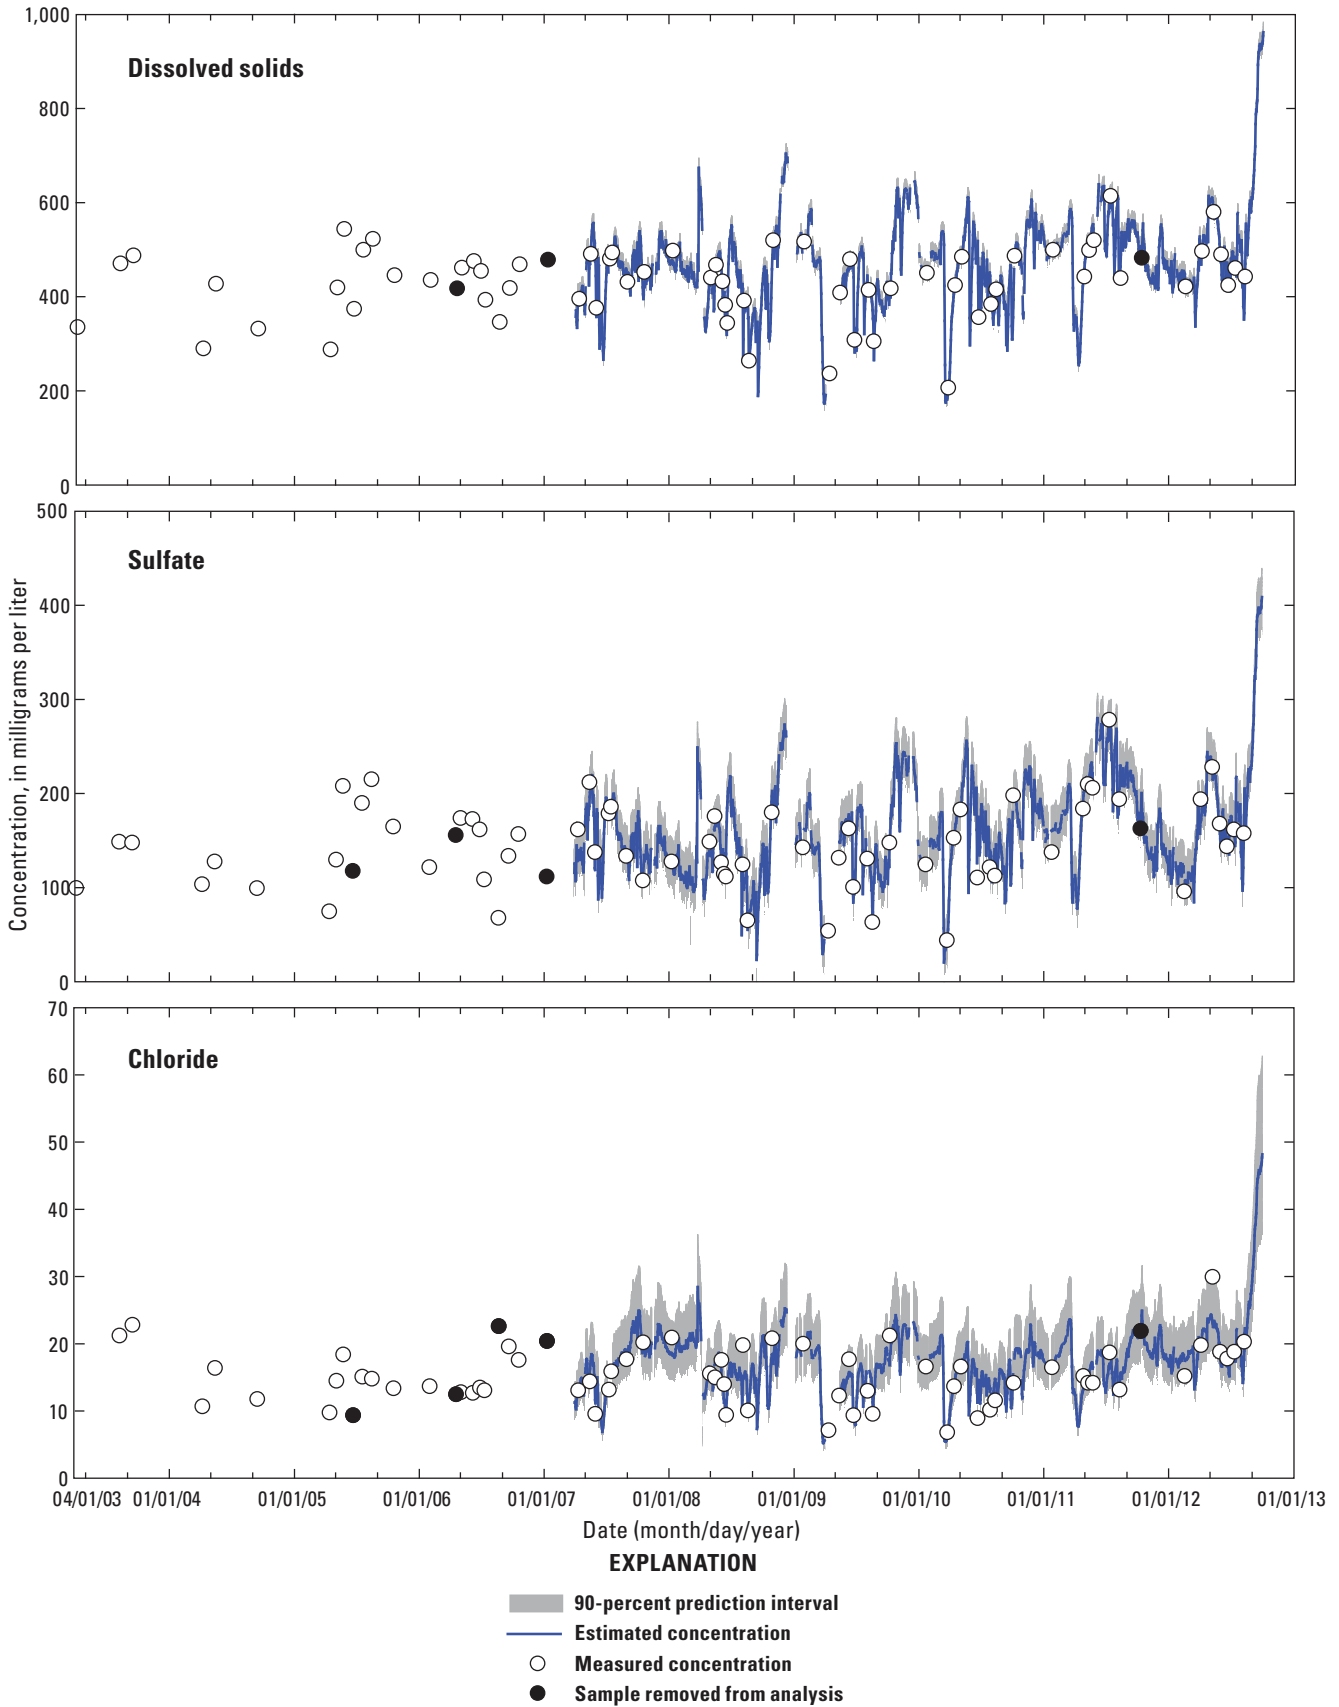 1,000
Dissolved solids
800
600
400
200
0
500
Sulfate
400
300
200
100
0
Concentration, in milligrams per liter
70
Chloride
60
50
40
30
20
10
0
04/01/03 01/01/04 01/01/05 01/01/06 01/01/07 01/01/08 01/01/09 01/01/10 01/01/11 01/01/12 01/01/13
Date (month/day/year)
EXPLANATION
90-percent prediction interval
Estimated concentration
Measured concentration
Sample removed from analysis